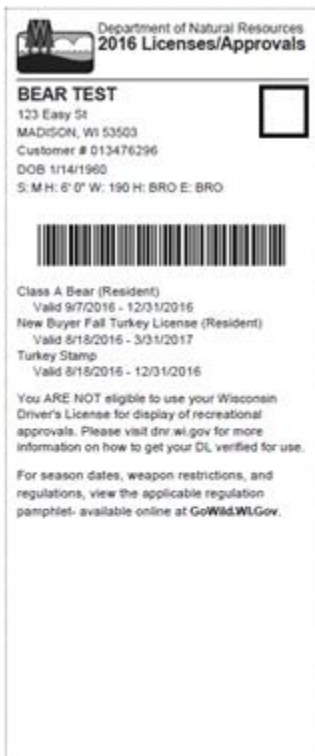 Department of Natural Resources
2016 Licenses/Approvals
BEAR TEST
123 Easy St
MADISON, WI 53503
Customer # 013476296
DOB 1/14/1960
S: M H: 6' 0" W: 190 H: BRO E: BRO
Class A Bear (Resident)
Valid 9/7/2016 - 12/31/2016
New Buyer Fall Turkey License (Resident)
Valid 8/18/2016 - 3/31/2017
Turkey Stamp
Valid 8/18/2016 - 12/31/2016
You ARE NOT eligible to use your Wisconsin
Driver's License for display of recreational
approvals. Please visit dnr.wi.gov for more
information on how to get your DL verified for use.
For season dates, weapon restrictions, and
regulations, view the applicable regulation
pamphlet- available online at GoWild.WI.Gov.